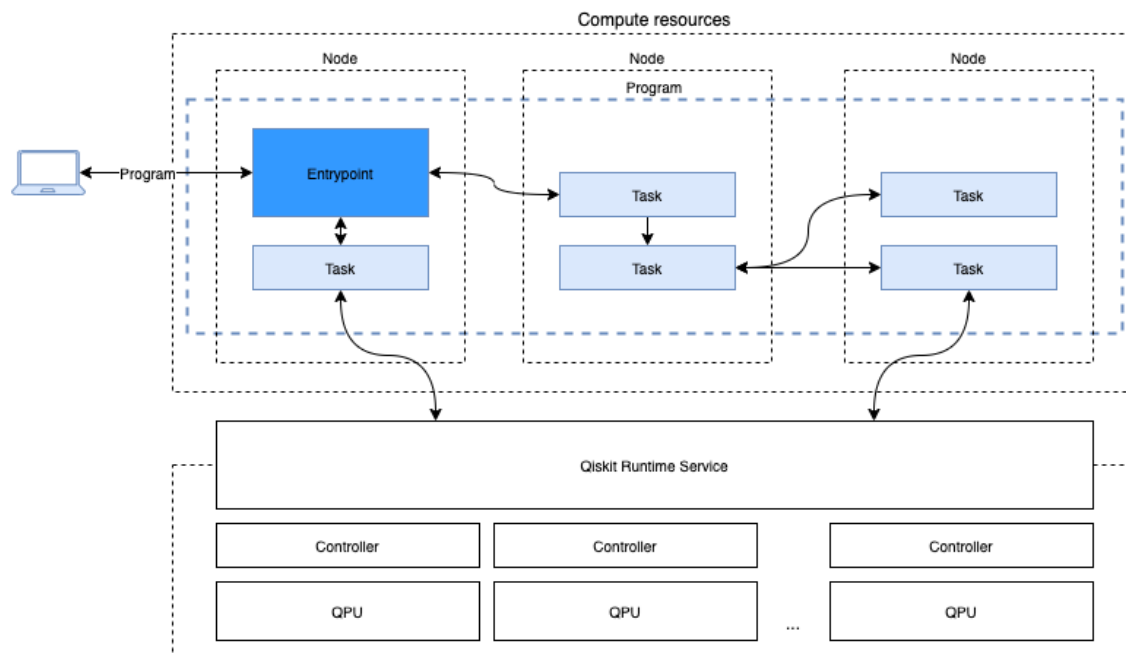 Compute resources
Node
Node
Node
Program
Program
Entrypoint
Task
Task
Task
Task
Task
Qiskit Runtime Service
Controller
Controller
Controller
QPU
QPU
...
QPU